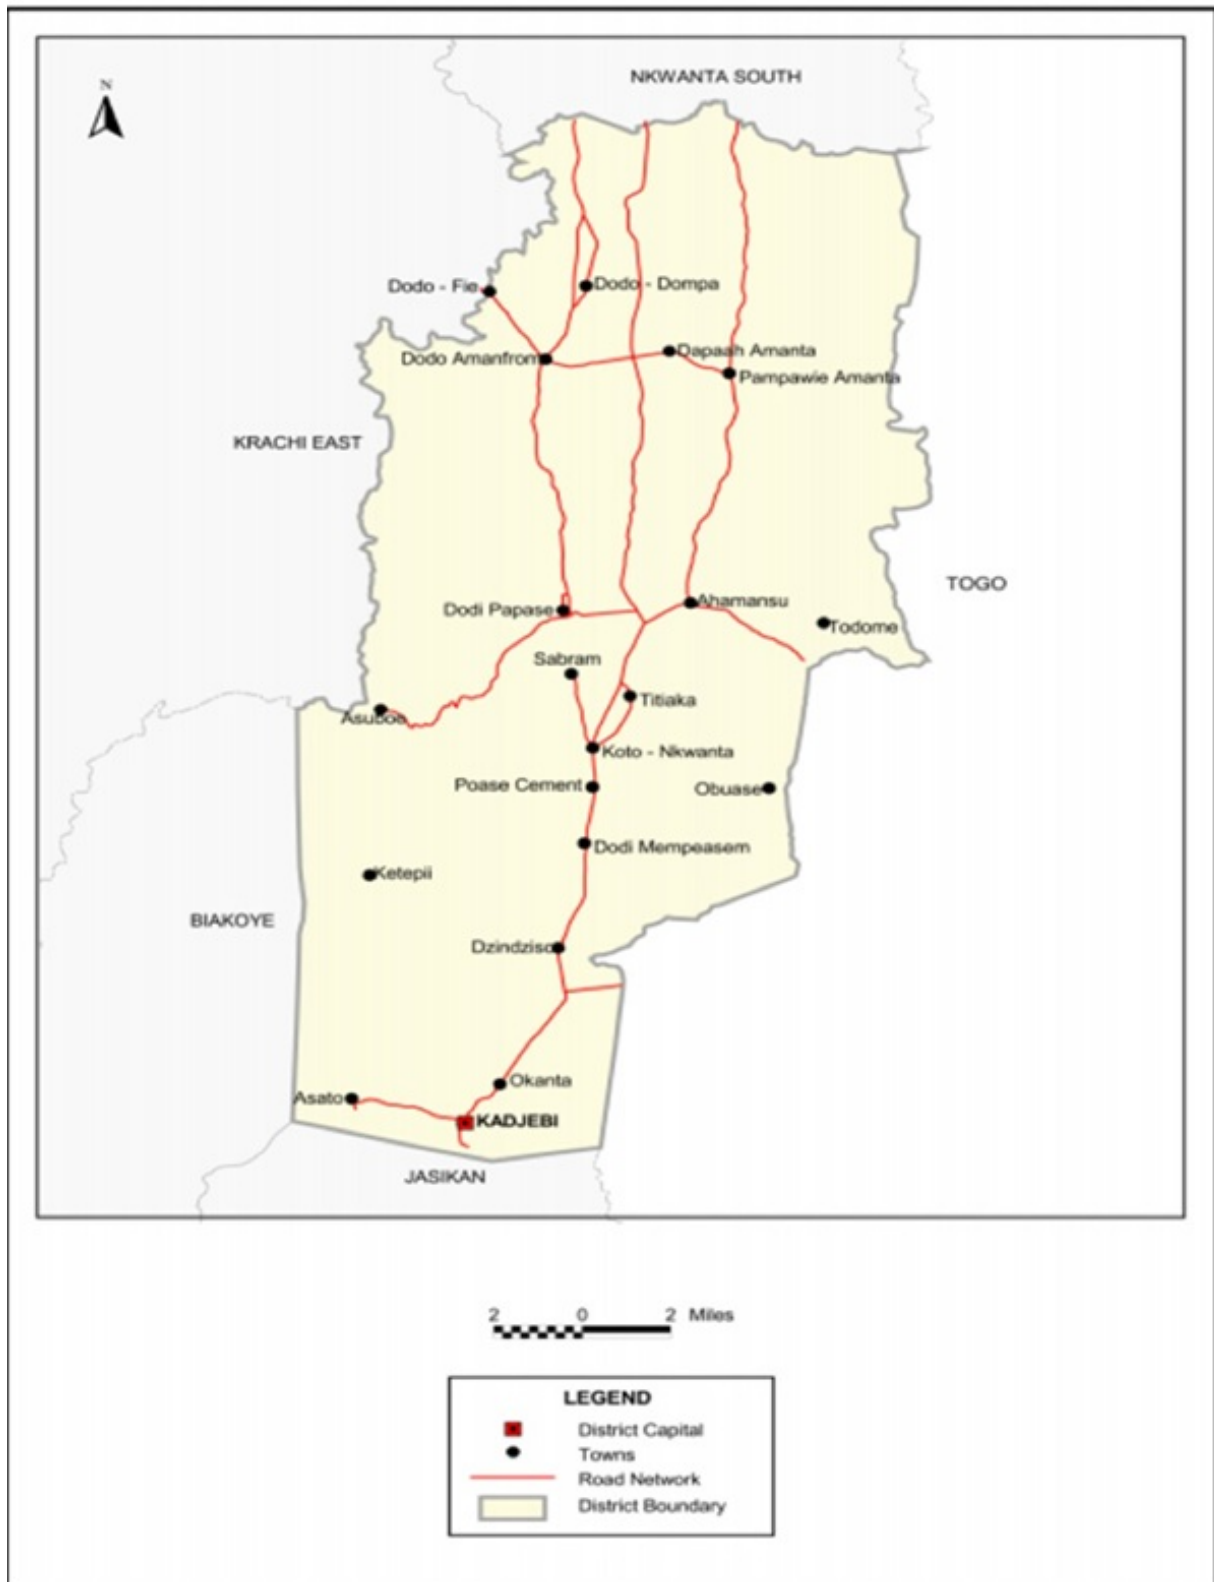 N
NKWANTA SOUTH
Dodo - Fie
Dodo - Dompa
Dodo Amanfrom
Dapaah Amanta
Pampawie Amanta
KRACHI EAST
TOGO
Dodi Papase
Ahamansu
Todome
Sabram
Titiaka
Asuboe
Koto - Nkwanta
Poase Cement
Obuase
Dodi Mempeasem
Ketepii
BIAKOYE
Dzindziso
Okanta
Asato
KADJEBI
JASIKAN
2 0 2 Miles
LEGEND
District Capital
Towns
Road Network
District Boundary